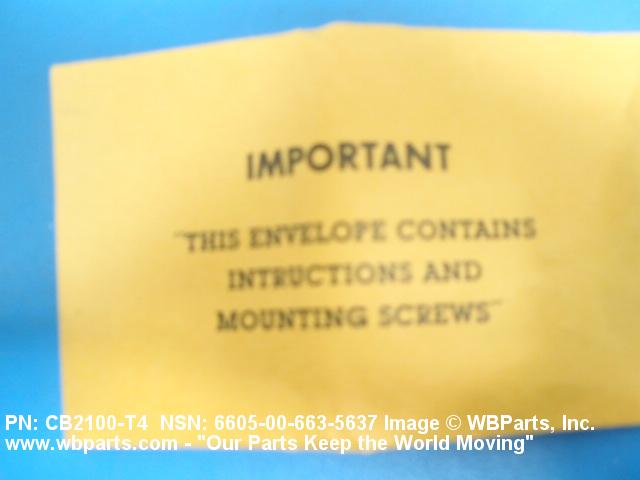 IMPORTANT
"THIS ENVELOPE CONTAINS
INTRUCTIONS AND
MOUNTING SCREWS"
PN: CB2100-T4 NSN: 6605-00-663-5637 Image © WBParts, Inc.
www.wbparts.com - "Our Parts Keep the World Moving"